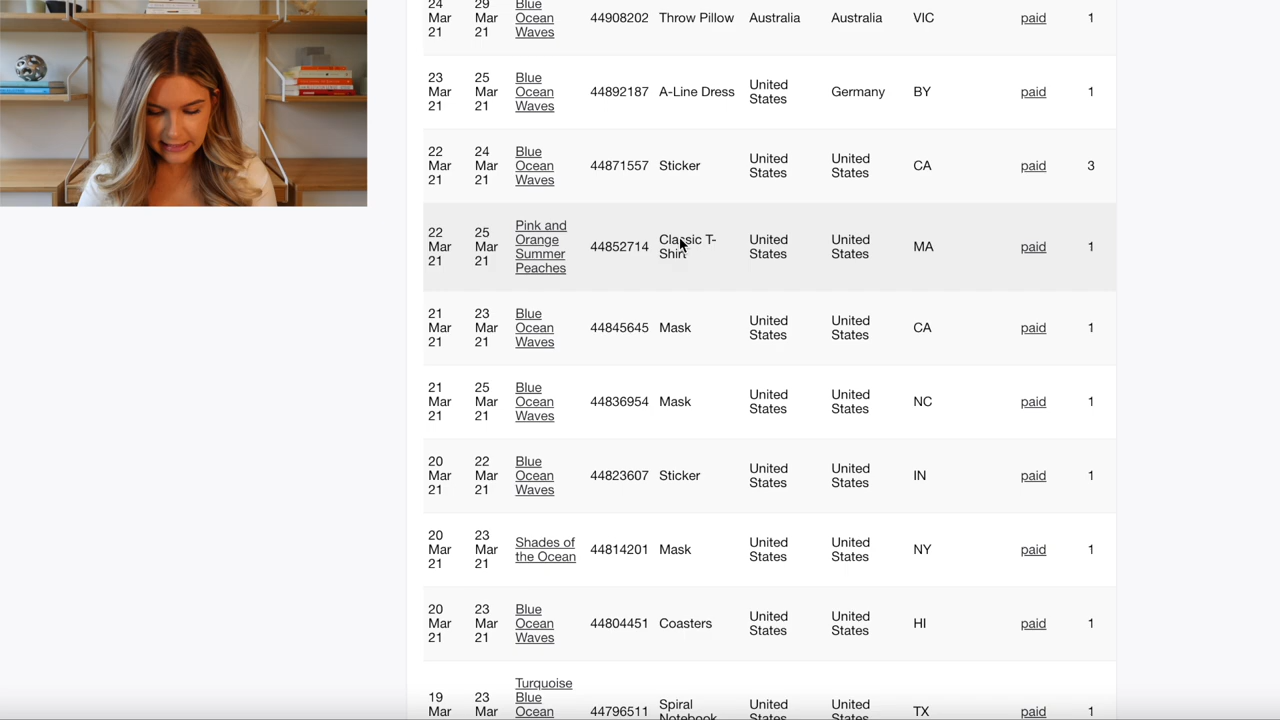 24 Mar 21 29 Mar 21 Blue Ocean Waves 44908202 Throw Pillow Australia Australia VIC paid 1
23 Mar 21 25 Mar 21 Blue Ocean Waves 44892187 A-Line Dress United States Germany BY paid 1
22 Mar 21 24 Mar 21 Blue Ocean Waves 44871557 Sticker United States United States CA paid 3
22 Mar 21 25 Mar 21 Pink and Orange Summer Peaches 44852714 Classic T-Shirt United States United States MA paid 1
21 Mar 21 23 Mar 21 Blue Ocean Waves 44845645 Mask United States United States CA paid 1
21 Mar 21 25 Mar 21 Blue Ocean Waves 44836954 Mask United States United States NC paid 1
20 Mar 21 22 Mar 21 Blue Ocean Waves 44823607 Sticker United States United States IN paid 1
20 Mar 21 23 Mar 21 Shades of the Ocean 44814201 Mask United States United States NY paid 1
20 Mar 21 23 Mar 21 Blue Ocean Waves 44804451 Coasters United States United States HI paid 1
19 Mar 23 Mar Turquoise Blue Ocean 44796511 Spiral Notebook United States United States TX paid 1